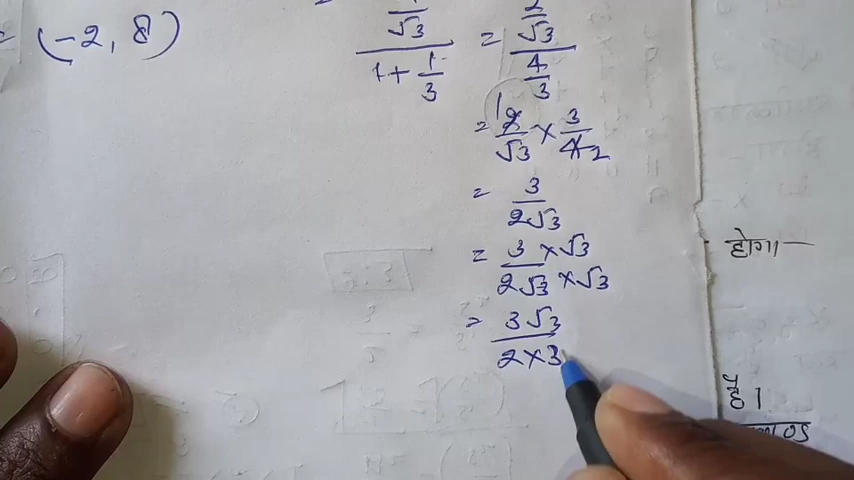 (-2, 8)
= (2/√3)/(4/3)
1 + 1/3
= 2/√3 × 3/4 2
= 3/2√3
= 3×√3/2√3×√3
= 3√3/2×3
होगा
है।